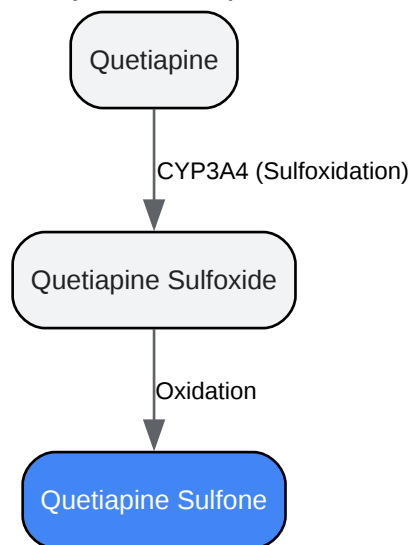 Quetiapine
CYP3A4 (Sulfoxidation)
Quetiapine Sulfoxide
Oxidation
Quetiapine Sulfone